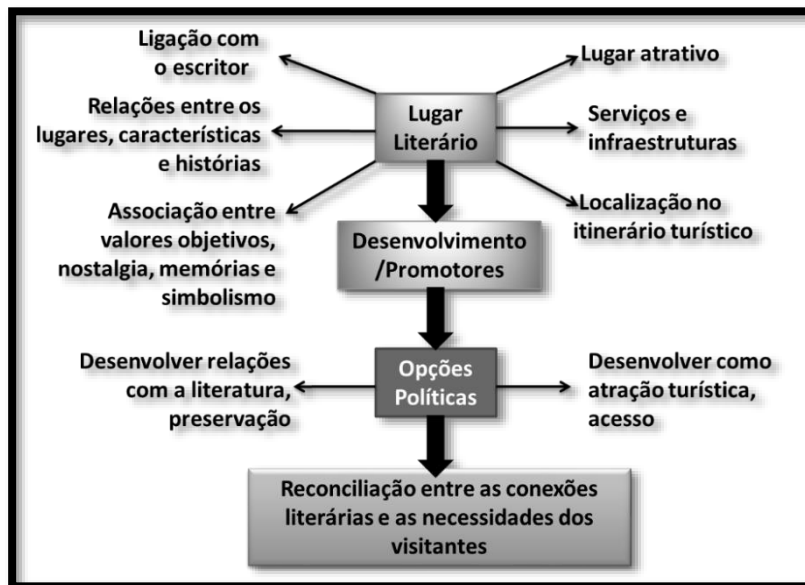 Ligação com
o escritor
Lugar atrativo
Lugar
Literário
Relações entre os
lugares, características
e histórias
Serviços e
infraestruturas
Associação entre
valores objetivos,
nostalgia, memórias e
simbolismo
Localização no
itinerário turístico
Desenvolvimento
/Promotores
Desenvolver relações
com a literatura,
preservação
Opções
Políticas
Desenvolver como
atração turística,
acesso
Reconciliação entre as conexões
literárias e as necessidades dos
visitantes